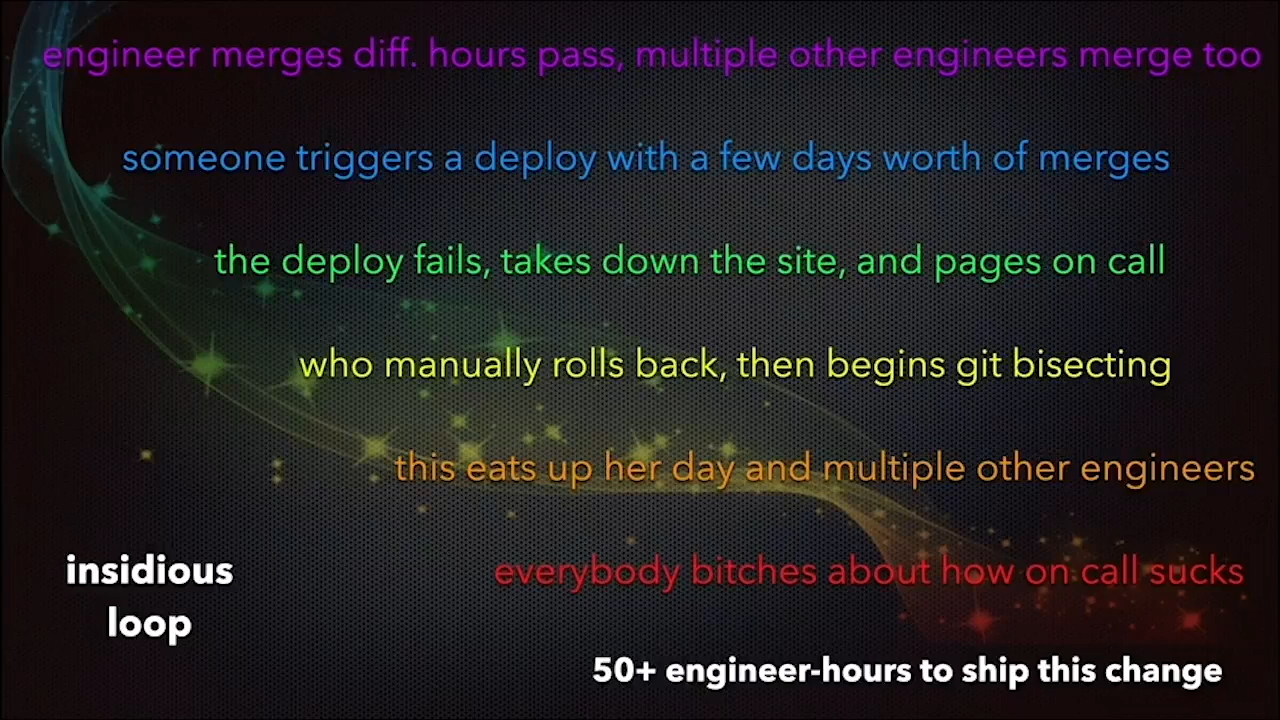 engineer merges diff. hours pass, multiple other engineers merge too
someone triggers a deploy with a few days worth of merges
the deploy fails, takes down the site, and pages on call
who manually rolls back, then begins git bisecting
this eats up her day and multiple other engineers
everybody bitches about how on call sucks
insidious
loop
50+ engineer-hours to ship this change